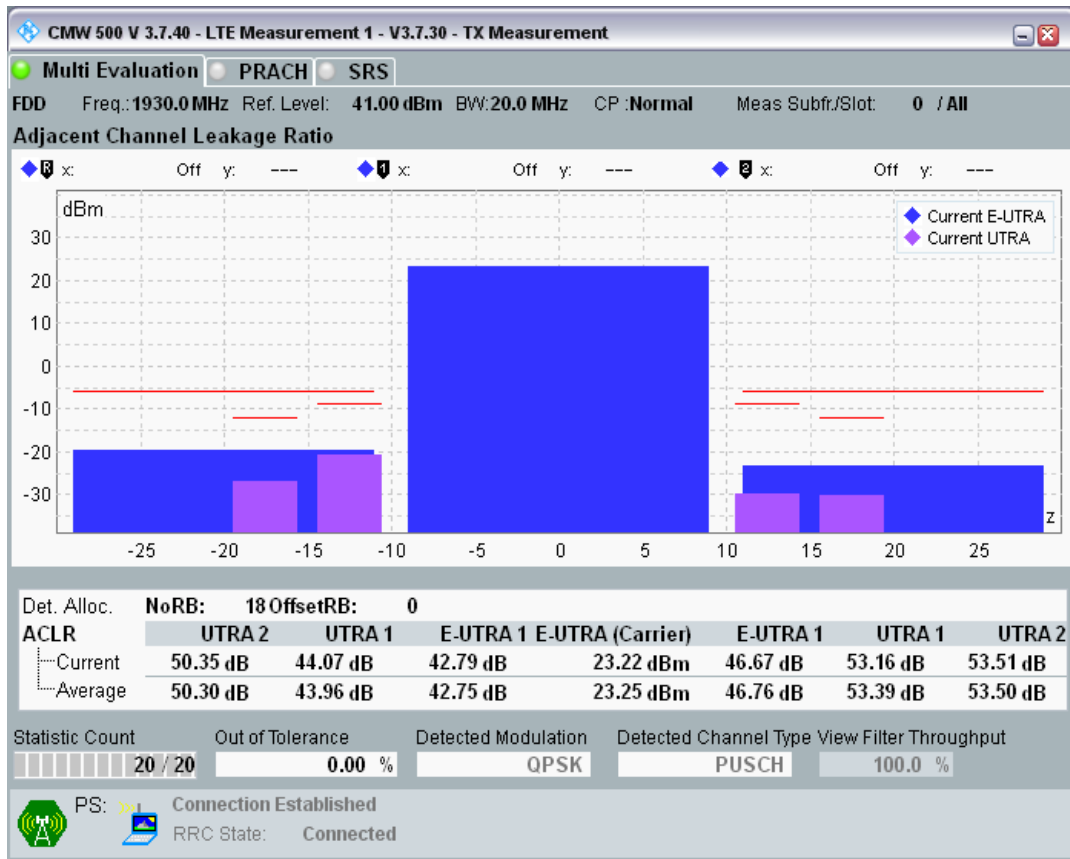 CMW 500 V 3.7.40 - LTE Measurement 1 - V3.7.30 - TX Measurement
Multi Evaluation PRACH SRS
FDD Freq.: 1930.0 MHz Ref. Level: 41.00 dBm BW: 20.0 MHz CP : Normal Meas Subfr./Slot: 0 / All
Adjacent Channel Leakage Ratio
R x: Off y: --- 1 x: Off y: --- 2 x: Off y: ---
dBm
Current E-UTRA
Current UTRA
30
20
10
0
-10
-20
-30
z
-25 -20 -15 -10 -5 0 5 10 15 20 25
Det. Alloc. NoRB: 18 OffsetRB: 0
ACLR UTRA 2 UTRA 1 E-UTRA 1 E-UTRA (Carrier) E-UTRA 1 UTRA 1 UTRA 2
Current 50.35 dB 44.07 dB 42.79 dB 23.22 dBm 46.67 dB 53.16 dB 53.51 dB
Average 50.30 dB 43.96 dB 42.75 dB 23.25 dBm 46.76 dB 53.39 dB 53.50 dB
Statistic Count Out of Tolerance Detected Modulation Detected Channel Type View Filter Throughput
20 / 20 0.00 % QPSK PUSCH 100.0 %
PS: Connection Established
RRC State: Connected